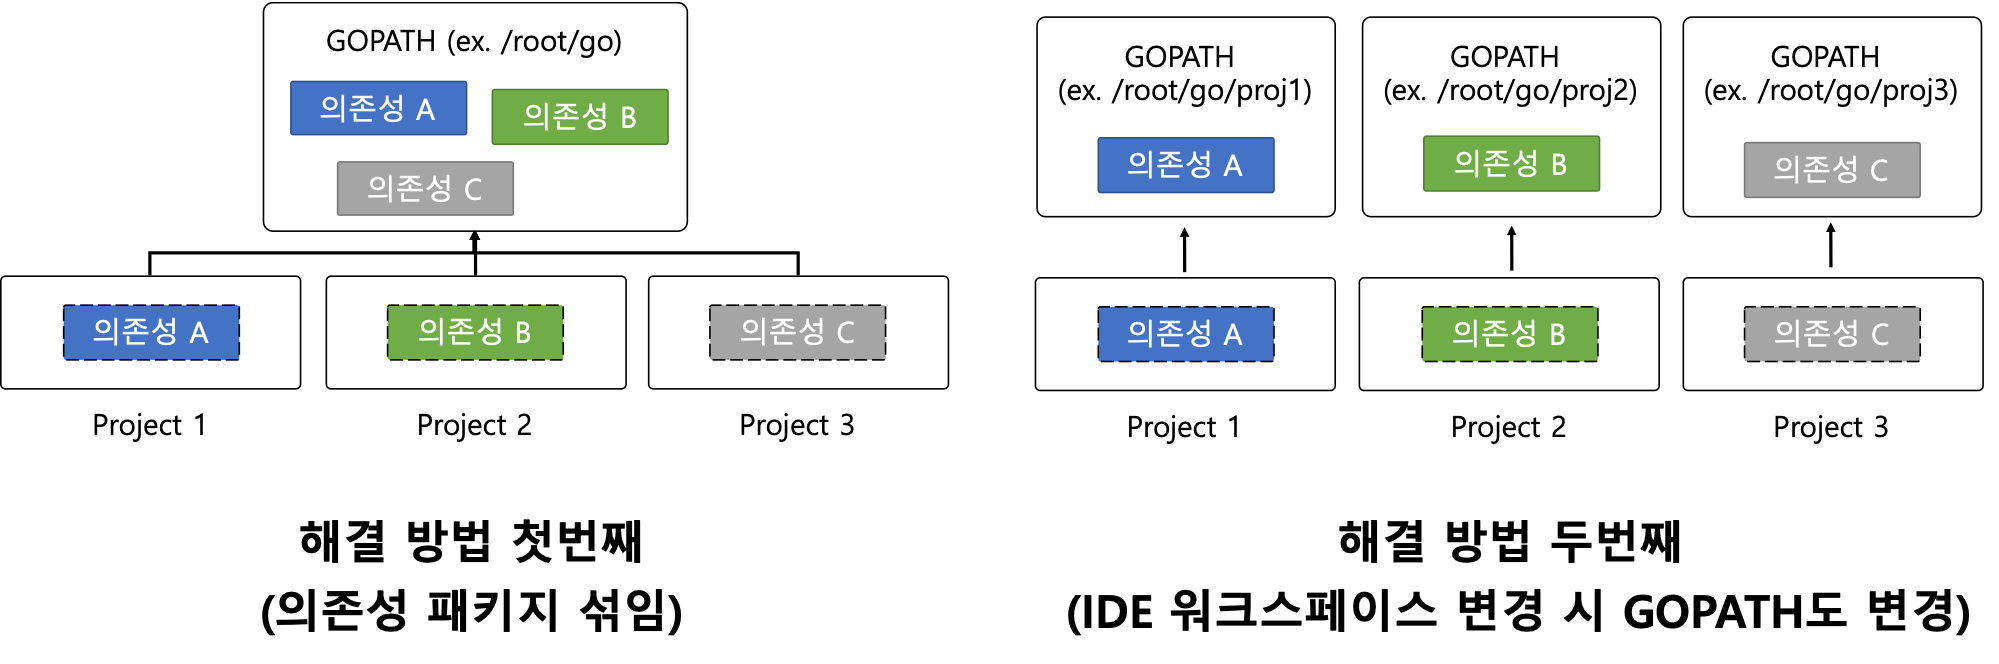 GOPATH (ex. /root/go)
의존성 A
의존성 B
의존성 C
의존성 A
의존성 B
의존성 C
Project 1
Project 2
Project 3
해결 방법 첫번째
(의존성 패키지 섞임)
GOPATH
(ex. /root/go/proj1)
의존성 A
GOPATH
(ex. /root/go/proj2)
의존성 B
GOPATH
(ex. /root/go/proj3)
의존성 C
의존성 A
의존성 B
의존성 C
Project 1
Project 2
Project 3
해결 방법 두번째
(IDE 워크스페이스 변경 시 GOPATH도 변경)